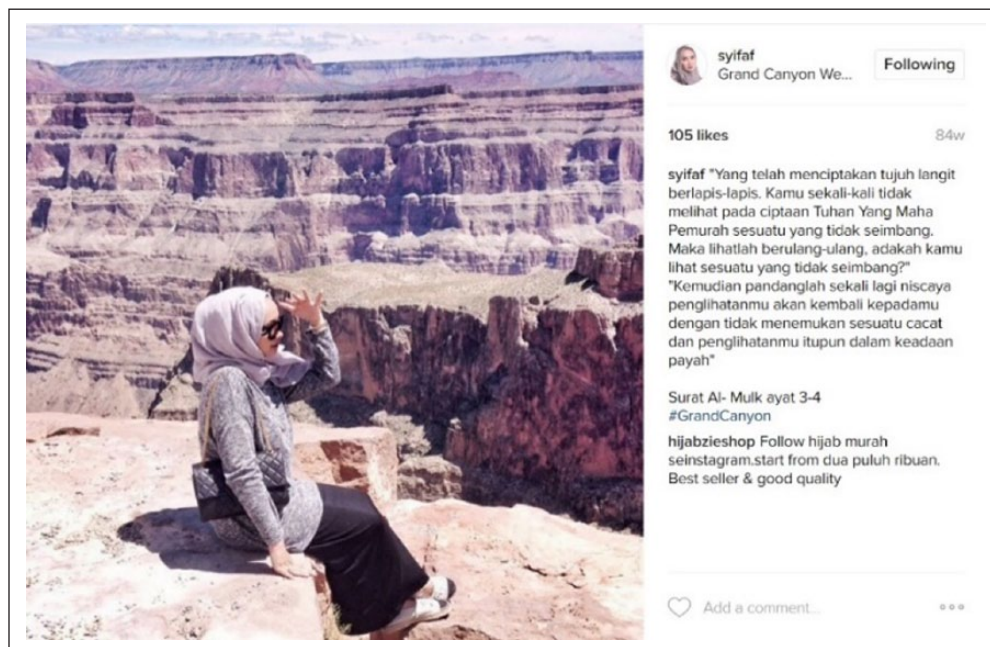 syifaf
Grand Canyon We...
Following
105 likes
84w
syifaf "Yang telah menciptakan tujuh langit
berlapis-lapis. Kamu sekali-kali tidak
melihat pada ciptaan Tuhan Yang Maha
Pemurah sesuatu yang tidak seimbang.
Maka lihatlah berulang-ulang, adakah kamu
lihat sesuatu yang tidak seimbang?"
"Kemudian pandanglah sekali lagi niscaya
penglihatanmu akan kembali kepadamu
dengan tidak menemukan sesuatu cacat
dan penglihatanmu itupun dalam keadaan
payah"
Surat Al- Mulk ayat 3-4
#GrandCanyon
hijabzieshop Follow hijab murah
seinstagram.start from dua puluh ribuan.
Best seller & good quality
Add a comment...